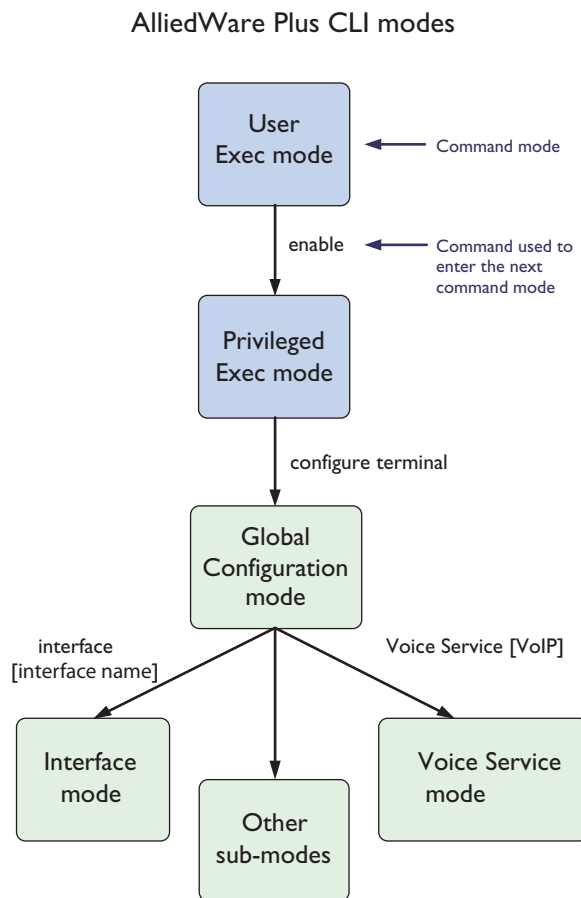 AlliedWare Plus CLI modes
User
Exec mode
Command mode
enable
Command used to
enter the next
command mode
Privileged
Exec mode
configure terminal
Global
Configuration
mode
interface
[interface name]
Voice Service [VoIP]
Interface
mode
Other
sub-modes
Voice Service
mode